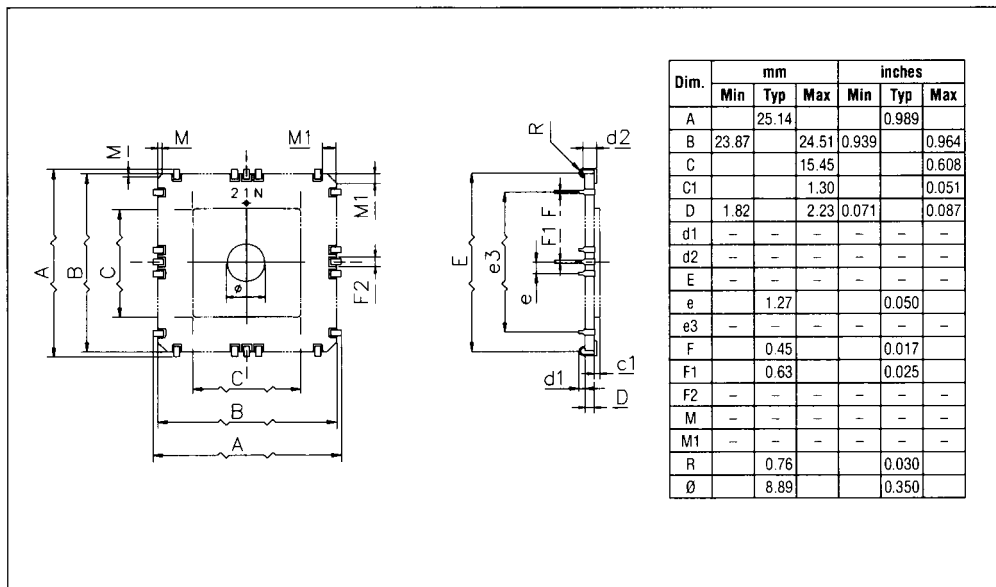 M
M1
R
d2
21N
M
M1
A
B
C
ø
F2
E
e3
F1
F
e
C
B
A
d1
c1
D
Dim. mm inches
Min Typ Max Min Typ Max
A 25.14 0.989
B 23.87 24.51 0.939 0.964
C 15.45 0.608
C1 1.30 0.051
D 1.82 2.23 0.071 0.087
d1 – – – – – –
d2 – – – – – –
E – – – – – –
e 1.27 0.050
e3 – – – – – –
F 0.45 0.017
F1 0.63 0.025
F2 – – – – – –
M – – – – – –
M1 – – – – – –
R 0.76 0.030
Ø 8.89 0.350